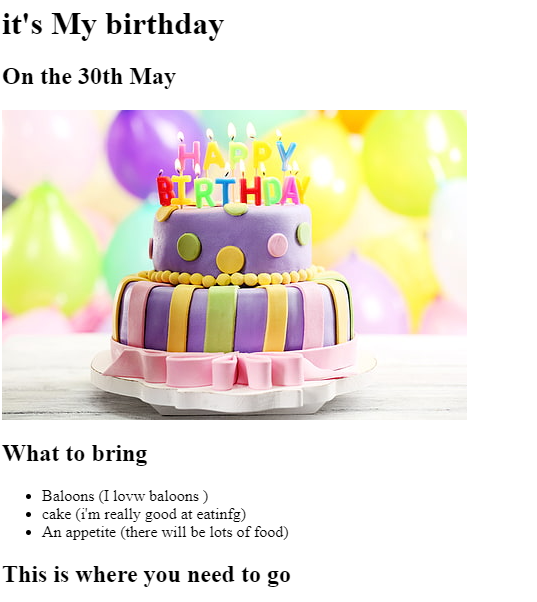 it's My birthday
On the 30th May
HAPPY
BIRTHDAY
What to bring
Baloons (I lovw baloons )
cake (i'm really good at eatinfg)
An appetite (there will be lots of food)
This is where you need to go